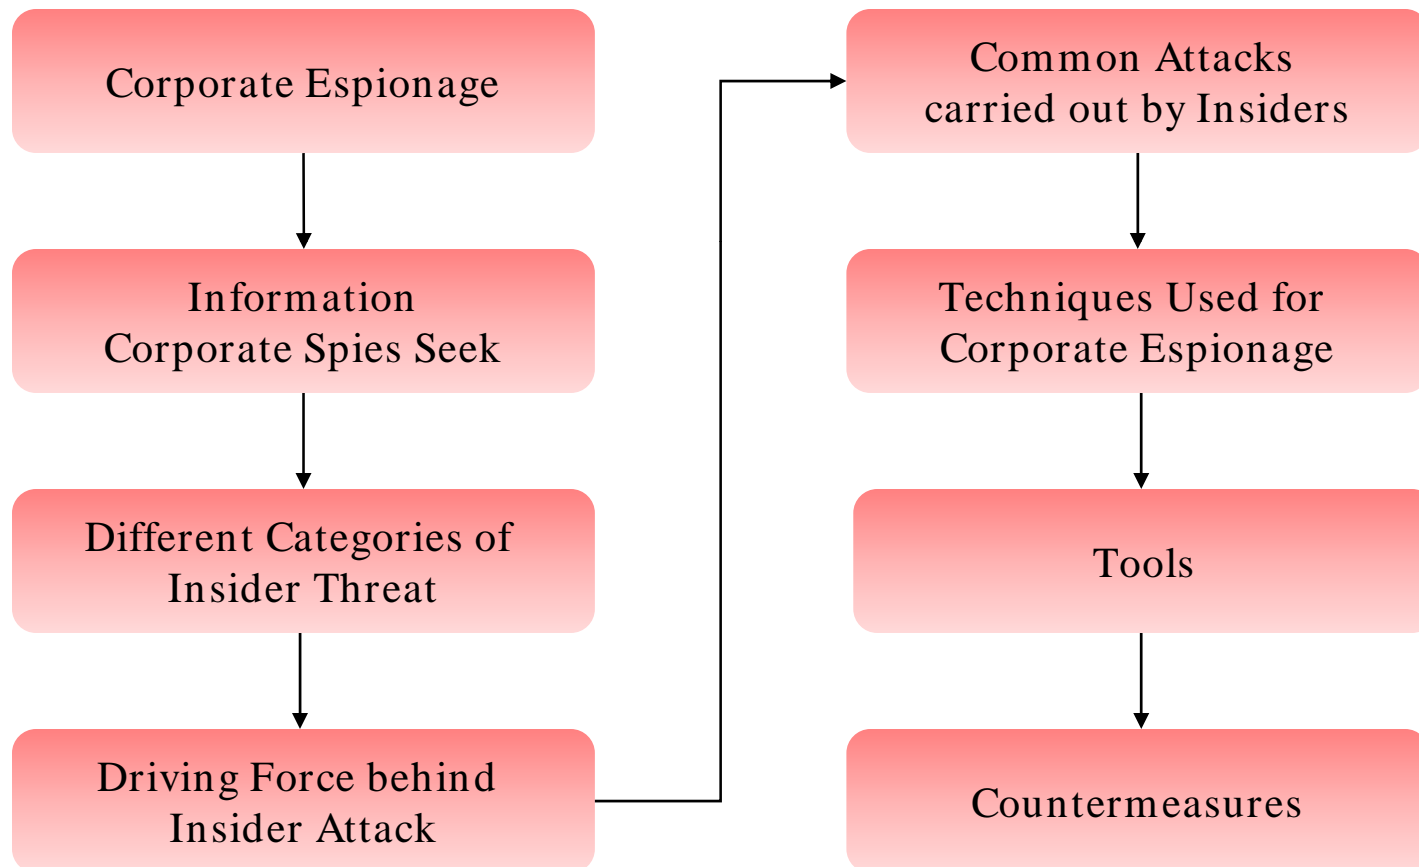 Corporate Espionage
Information
Corporate Spies Seek
Different Categories of
Insider Threat
Driving Force behind
Insider Attack
Common Attacks
carried out by Insiders
Techniques Used for
Corporate Espionage
Tools
Countermeasures